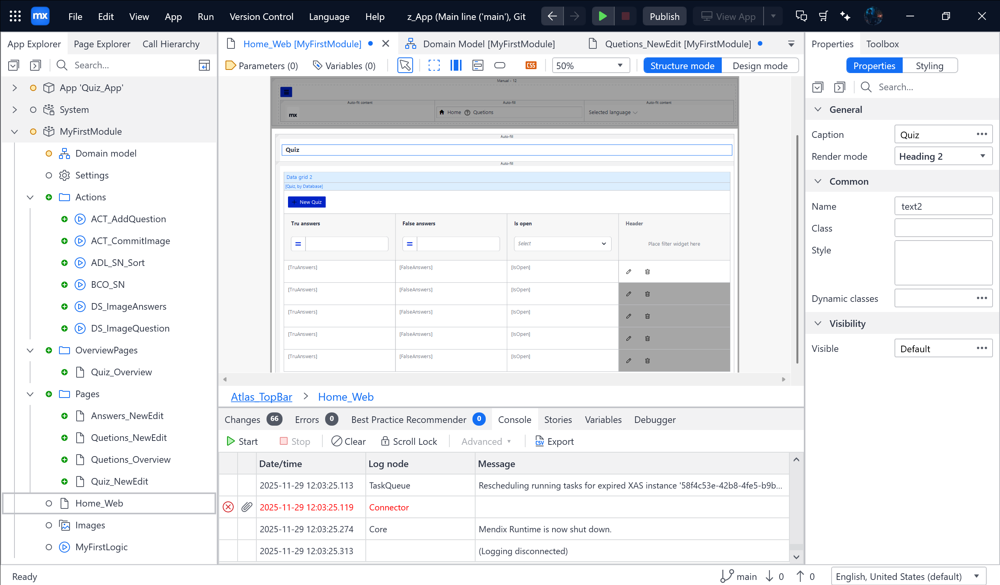 mx File Edit View App Run Version Control Language Help z_App (Main line ('main'), Git Publish View App
App Explorer Page Explorer Call Hierarchy
Search...
App 'Quiz_App'
System
MyFirstModule
Domain model
Settings
Actions
ACT_AddQuestion
ACT_CommitImage
ADL_SN_Sort
BCO_SN
DS_ImageAnswers
DS_ImageQuestion
OverviewPages
Quiz_Overview
Pages
Answers_NewEdit
Quetions_NewEdit
Quetions_Overview
Quiz_NewEdit
Home_Web
Images
MyFirstLogic
Home_Web [MyFirstModule] Domain Model [MyFirstModule] Quetions_NewEdit [MyFirstModule]
Parameters (0) Variables (0) CSS 50% Structure mode Design mode
Manual - 12
Auto-fit content Auto-fill Auto-fit content
mx Home Quetions Selected language
Auto-fill
Quiz
Auto-fill
Data grid 2
[Quiz, by Database]
New Quiz
Tru answers False answers Is open Header
Select Place filter widget here
[TruAnswers] [FalseAnswers] [IsOpen]
[TruAnswers] [FalseAnswers] [IsOpen]
[TruAnswers] [FalseAnswers] [IsOpen]
[TruAnswers] [FalseAnswers] [IsOpen]
[TruAnswers] [FalseAnswers] [IsOpen]
Atlas_TopBar > Home_Web
Changes 66 Errors 0 Best Practice Recommender 0 Console Stories Variables Debugger
Start Stop Clear Scroll Lock Advanced CSV Export
Date/time Log node Message
2025-11-29 12:03:25.113 TaskQueue Rescheduling running tasks for expired XAS instance '58f4c53e-42b8-4fe5-b9b...
2025-11-29 12:03:25.119 Connector
2025-11-29 12:03:25.274 Core Mendix Runtime is now shut down.
2025-11-29 12:03:25.313 (Logging disconnected)
Properties Toolbox
Properties Styling
Search...
General
Caption Quiz
Render mode Heading 2
Common
Name text2
Class
Style
Dynamic classes
Visibility
Visible Default
Ready main 0 0 English, United States (default)